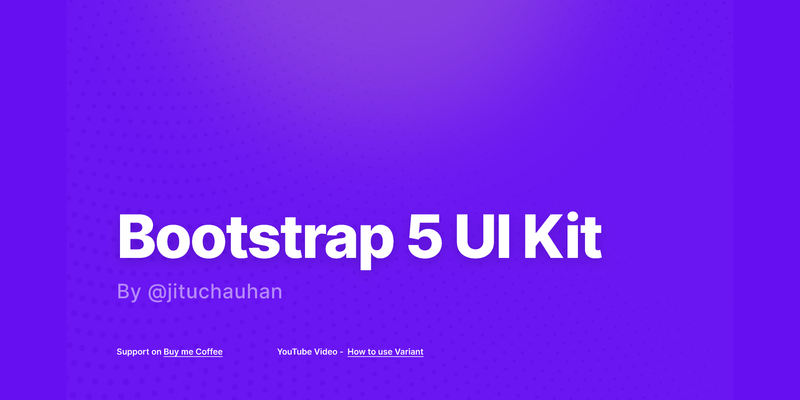 Bootstrap 5 UI Kit
By @jituchauhan
Support on Buy me Coffee
YouTube Video - How to use Variant